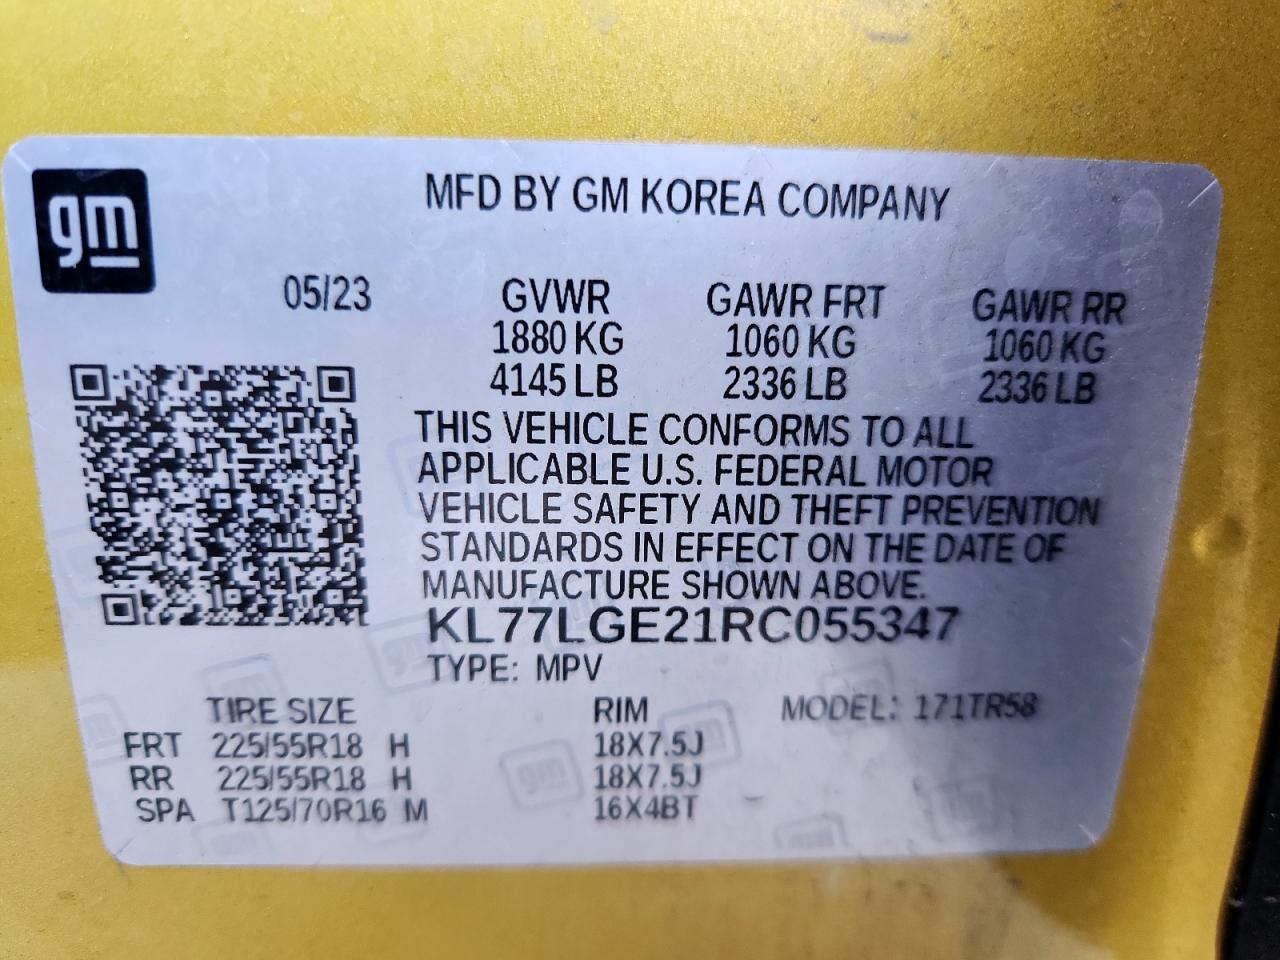 gm
MFD BY GM KOREA COMPANY
05/23 GVWR GAWR FRT GAWR RR
1880 KG 1060 KG 1060 KG
4145 LB 2336 LB 2336 LB
THIS VEHICLE CONFORMS TO ALL
APPLICABLE U.S. FEDERAL MOTOR
VEHICLE SAFETY AND THEFT PREVENTION
STANDARDS IN EFFECT ON THE DATE OF
MANUFACTURE SHOWN ABOVE.
KL77LGE21RC055347
TYPE: MPV
TIRE SIZE RIM MODEL: 171TR58
FRT 225/55R18 H 18X7.5J
RR 225/55R18 H 18X7.5J
SPA T125/70R16 M 16X4BT